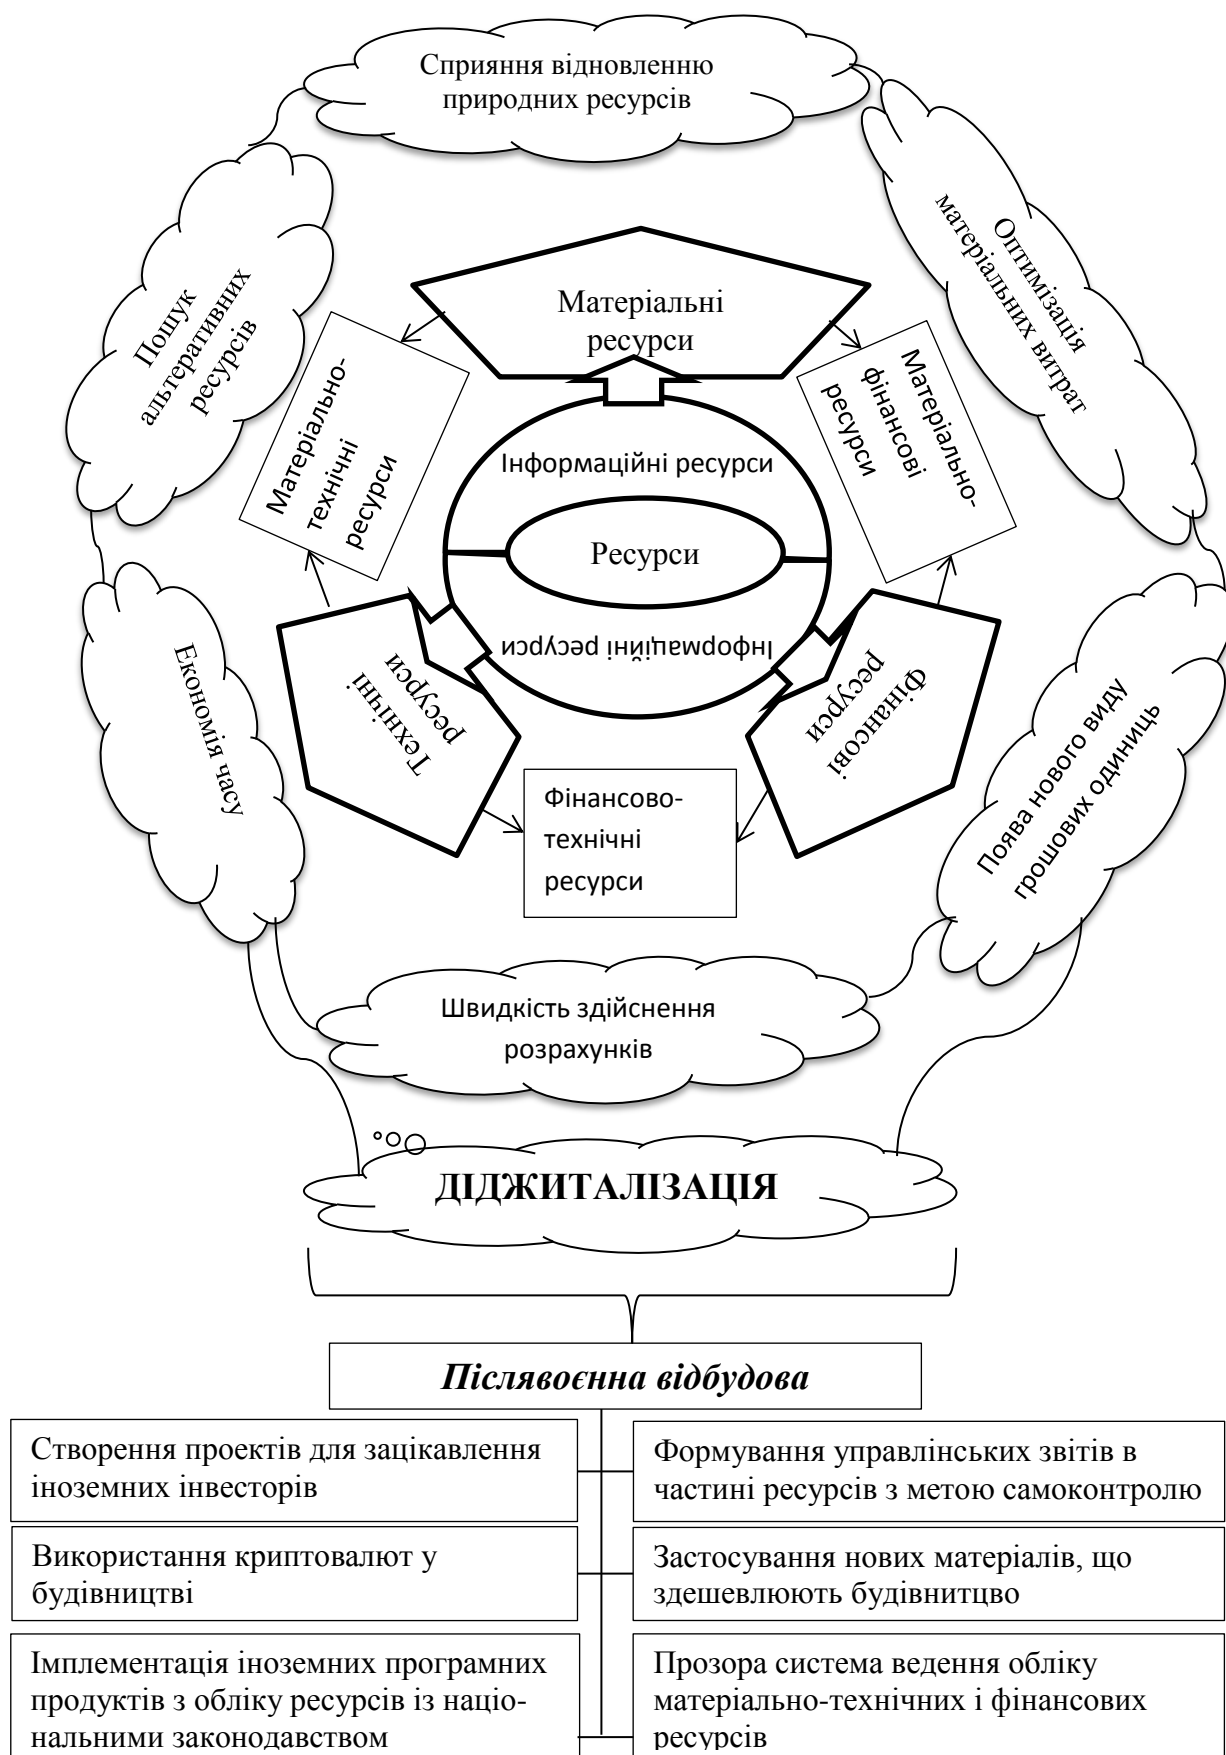 Сприяння відновленню
природних ресурсів
Пошук
альтеративних
ресурсів
Оптимізація
матеріальних витрат
Матеріальні
ресурси
Матеріально-
технічні
ресурси
Матеріально-
фінансові
ресурси
Інформаційні ресурси
Ресурси
Інформаційні ресурси
Економія часу
Технічні
ресурси
Фінансові
ресурси
Поява нового виду
грошових одиниць
Фінансово-
технічні
ресурси
Швидкість здійснення
розрахунків
ДІДЖИТАЛІЗАЦІЯ
Післявоєнна відбудова
Створення проектів для зацікавлення
іноземних інвесторів
Формування управлінських звітів в
частині ресурсів з метою самоконтролю
Використання криптовалют у
будівництві
Застосування нових матеріалів, що
здешевлюють будівнитцво
Імплементація іноземних програмних
продуктів з обліку ресурсів із націо-
нальними законодавством
Прозора система ведення обліку
матеріально-технічних і фінансових
ресурсів